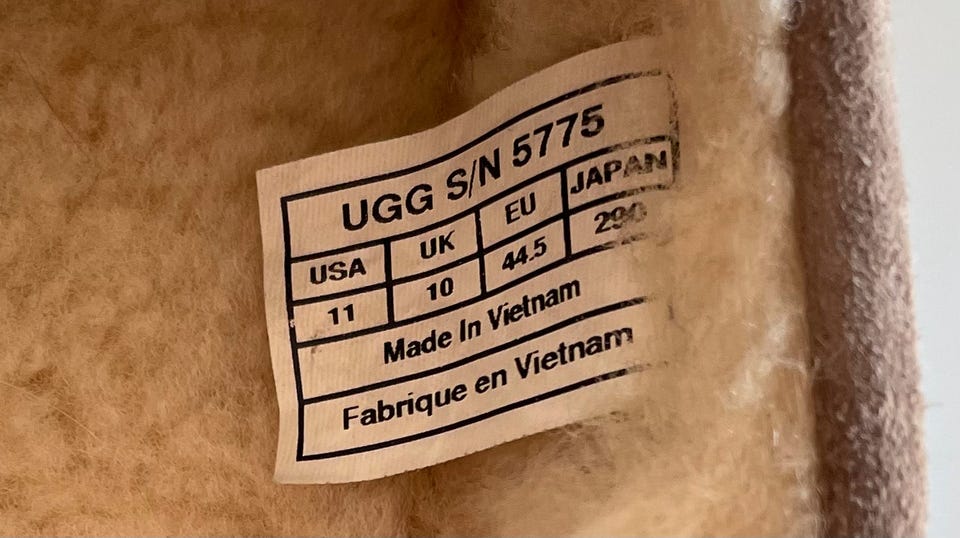 UGG S/N 5775
USA UK EU JAPAN
11 10 44.5 290
Made In Vietnam
Fabrique en Vietnam